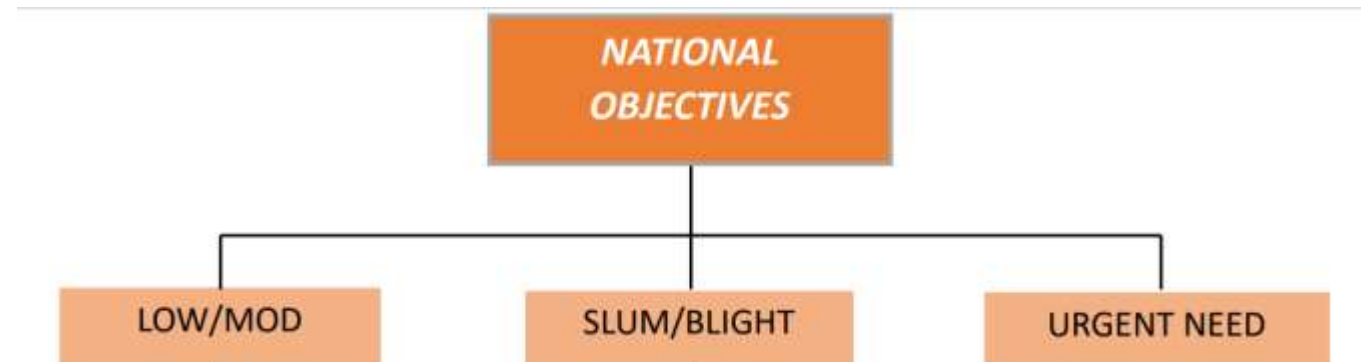 NATIONAL
OBJECTIVES
LOW/MOD
SLUM/BLIGHT
URGENT NEED